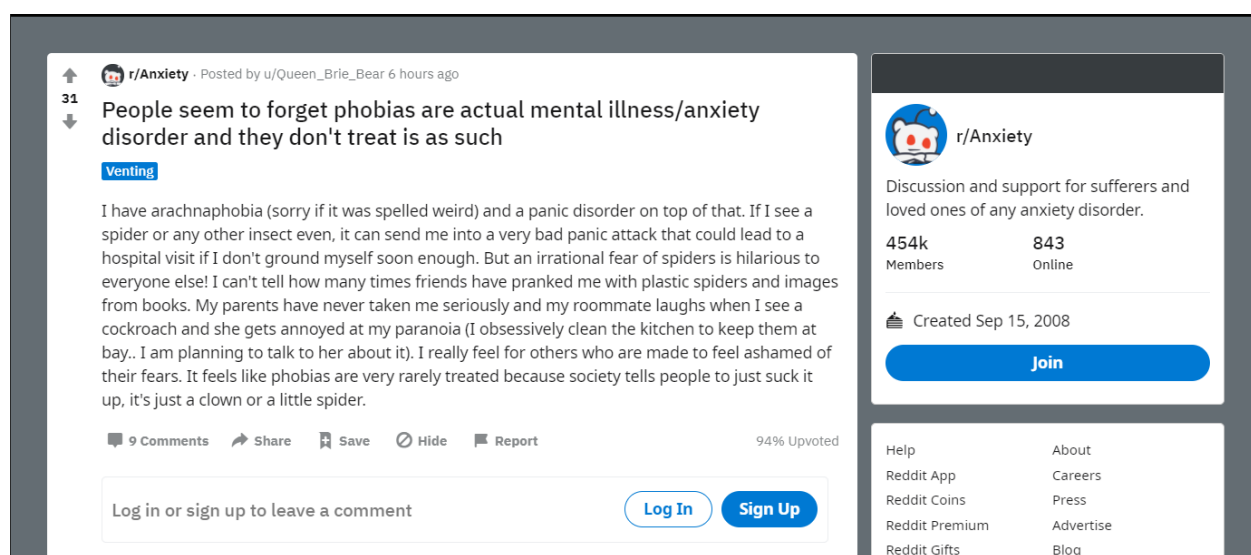 r/Anxiety · Posted by u/Queen_Brie_Bear 6 hours ago
31
People seem to forget phobias are actual mental illness/anxiety
disorder and they don't treat is as such
Venting
I have arachnaphobia (sorry if it was spelled weird) and a panic disorder on top of that. If I see a
spider or any other insect even, it can send me into a very bad panic attack that could lead to a
hospital visit if I don't ground myself soon enough. But an irrational fear of spiders is hilarious to
everyone else! I can't tell how many times friends have pranked me with plastic spiders and images
from books. My parents have never taken me seriously and my roommate laughs when I see a
cockroach and she gets annoyed at my paranoia (I obsessively clean the kitchen to keep them at
bay.. I am planning to talk to her about it). I really feel for others who are made to feel ashamed of
their fears. It feels like phobias are very rarely treated because society tells people to just suck it
up, it's just a clown or a little spider.
9 Comments Share Save Hide Report 94% Upvoted
Log in or sign up to leave a comment Log In Sign Up
r/Anxiety
Discussion and support for sufferers and
loved ones of any anxiety disorder.
454k 843
Members Online
Created Sep 15, 2008
Join
Help About
Reddit App Careers
Reddit Coins Press
Reddit Premium Advertise
Reddit Gifts Blog